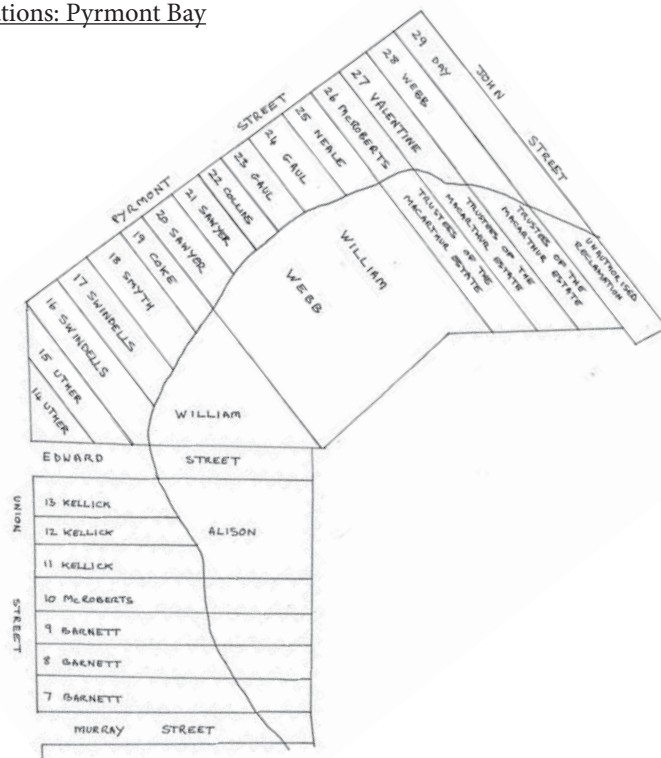 ations: Pyrmont Bay
JOHN STREET
29 DAY
28 WEBB
27 VALENTINE
26 McROBERTS
25 NEALE
24 GAUL
23 GAUL
22 COLLINS
21 SAWYER
20 SAWYER
19 COKE
18 SMYTH
17 SWINDELLS
16 SWINDELLS
15 UTHER
14 UTHER
PYRMONT STREET
UNAUTHORISED
RECLAMATION
TRUSTEES OF THE
MACARTHUR ESTATE
TRUSTEES OF THE
MACARTHUR ESTATE
TRUSTEES OF THE
MACARTHUR ESTATE
WILLIAM
WEBB
WILLIAM
EDWARD STREET
UNION STREET
13 KELLICK
12 KELLICK
ALISON
11 KELLICK
10 McROBERTS
9 BARNETT
8 BARNETT
7 BARNETT
MURRAY STREET